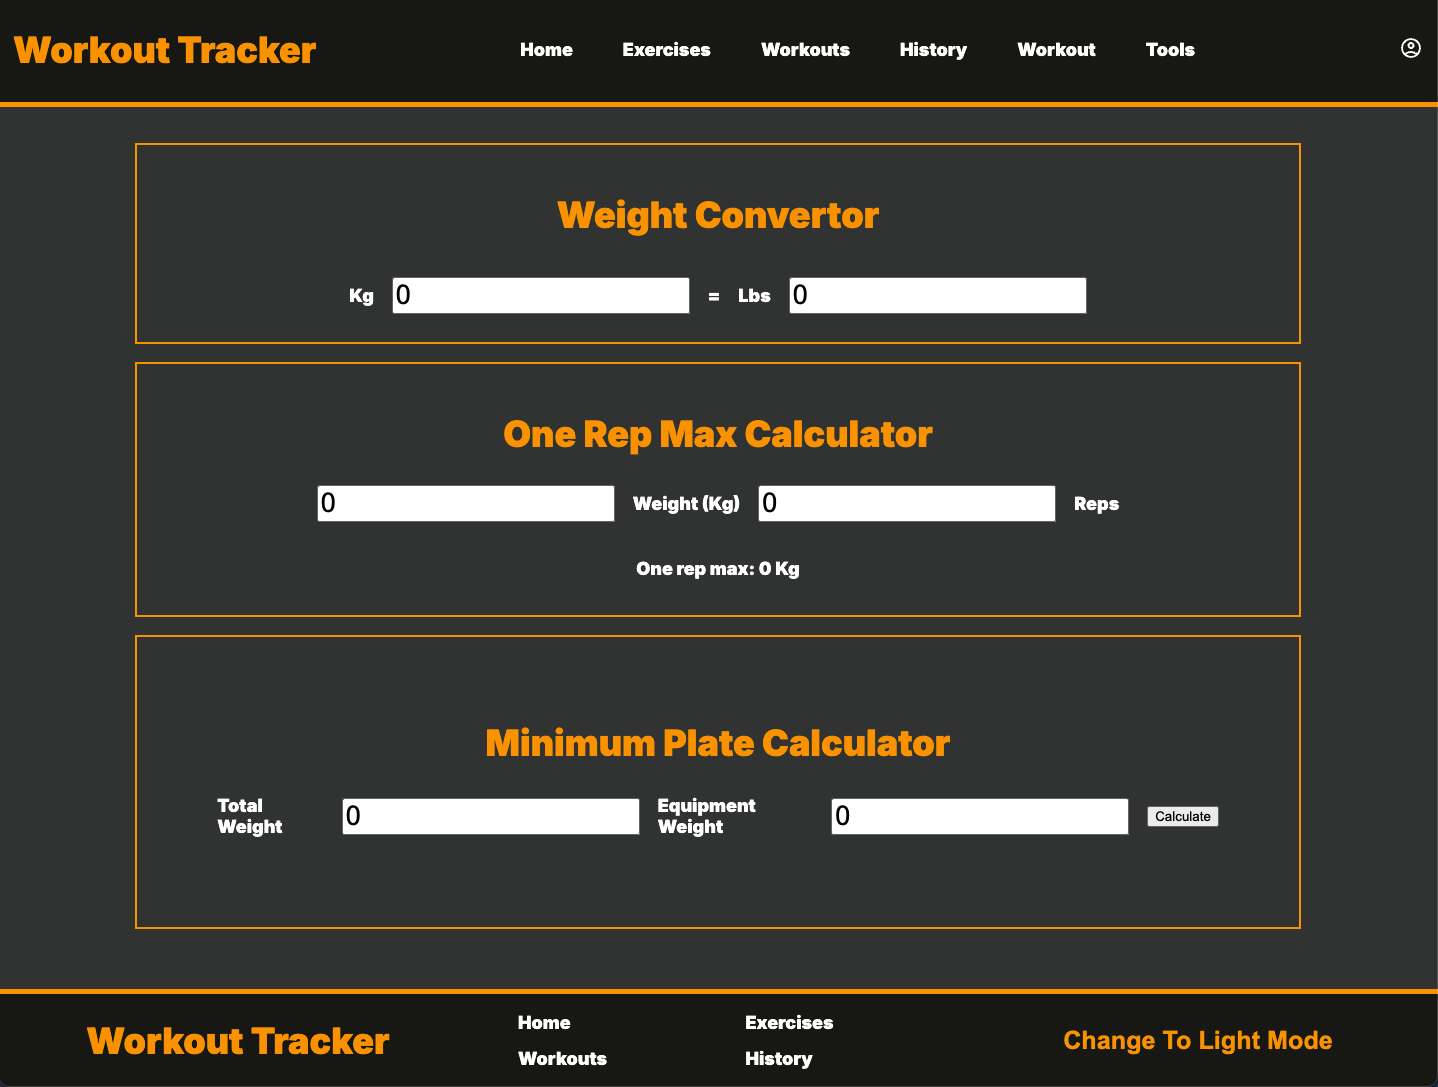 Workout Tracker Home Exercises Workouts History Workout Tools
Weight Convertor
Kg 0 = Lbs 0
One Rep Max Calculator
0 Weight (Kg) 0 Reps
One rep max: 0 Kg
Minimum Plate Calculator
Total Weight 0 Equipment Weight 0 Calculate
Workout Tracker
Home Exercises
Workouts History
Change To Light Mode